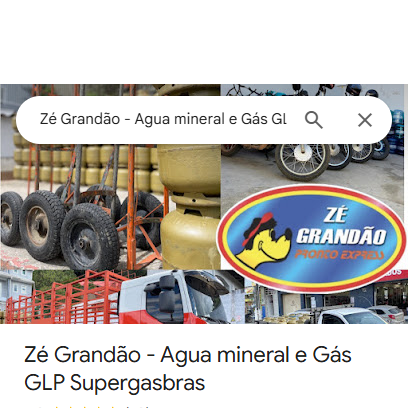 Zé Grandão - Agua mineral e Gás GL
ZÉ
GRANDÃO
PRONTO EXPRESS
Zé Grandão - Agua mineral e Gás
GLP Supergasbras